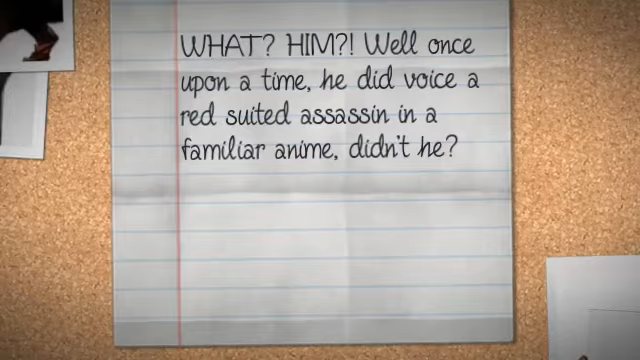 WHAT? HIM?! Well once
upon a time, he did voice a
red suited assassin in a
familiar anime, didn't he?